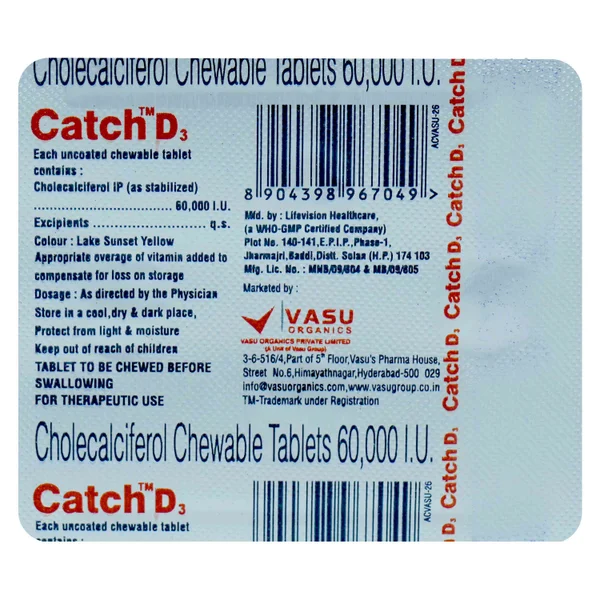 Cholecalciferol Chewable Tablets 60,000 I.U.
Catch™D3
Each uncoated chewable tablet
contains :
Cholecalciferol IP (as stabilized)
.................................... 60,000 I.U.
Excipients ............................ q.s.
Colour : Lake Sunset Yellow
Appropriate overage of vitamin added to
compensate for loss on storage
Dosage : As directed by the Physician
Store in a cool,dry & dark place,
Protect from light & moisture
Keep out of reach of children
TABLET TO BE CHEWED BEFORE
SWALLOWING
FOR THERAPEUTIC USE
8 904398 967049 >
ACVASU-26
Mfd. by : Lifevision Healthcare,
(a WHO-GMP Certified Company)
Plot No. 140-141,E.P.I.P.,Phase-1,
Jharmajri,Baddi,Distt. Solan (H.P.) 174 103
Mfg. Lic. No. : MNB/09/804 & MB/09/805
Marketed by :
VASU
ORGANICS
VASU ORGANICS PRIVATE LIMITED
(A Unit of Vasu Group)
3-6-516/4,Part of 5th Floor,Vasu's Pharma House,
Street No.6,Himayathnagar,Hyderabad-500 029
info@vasuorganics.com,www.vasugroup.co.in
TM-Trademark under Registration
Catch D3 Catch D3 Catch D3 Catch D3 Catch D
Cholecalciferol Chewable Tablets 60,000 I.U.
Catch™D3
Each uncoated chewable tablet
contains :
ACVASU-26